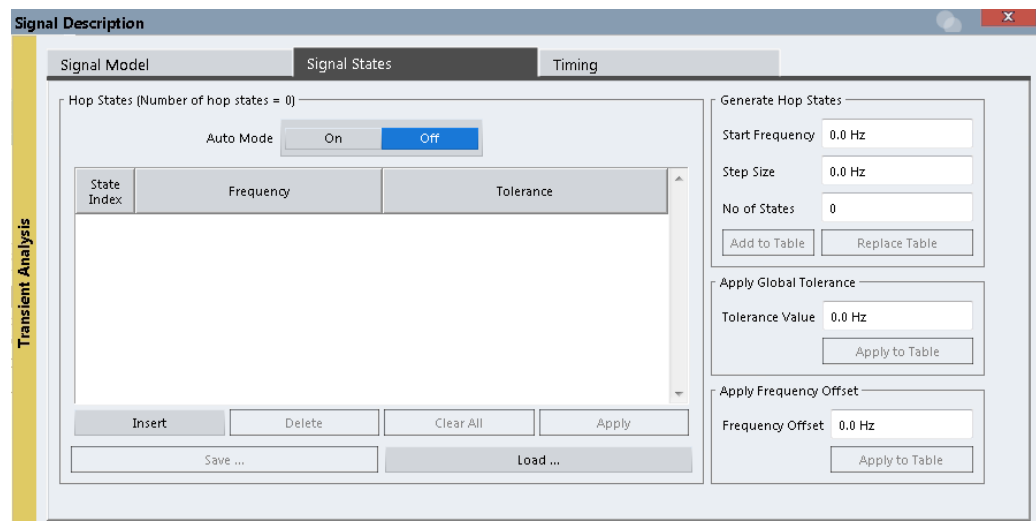 Signal Description
x
Transient Analysis
Signal Model
Signal States
Timing
Hop States (Number of hop states = 0)
Auto Mode On Off
State Index Frequency Tolerance
Insert Delete Clear All Apply
Save ... Load ...
Generate Hop States
Start Frequency 0.0 Hz
Step Size 0.0 Hz
No of States 0
Add to Table Replace Table
Apply Global Tolerance
Tolerance Value 0.0 Hz
Apply to Table
Apply Frequency Offset
Frequency Offset 0.0 Hz
Apply to Table